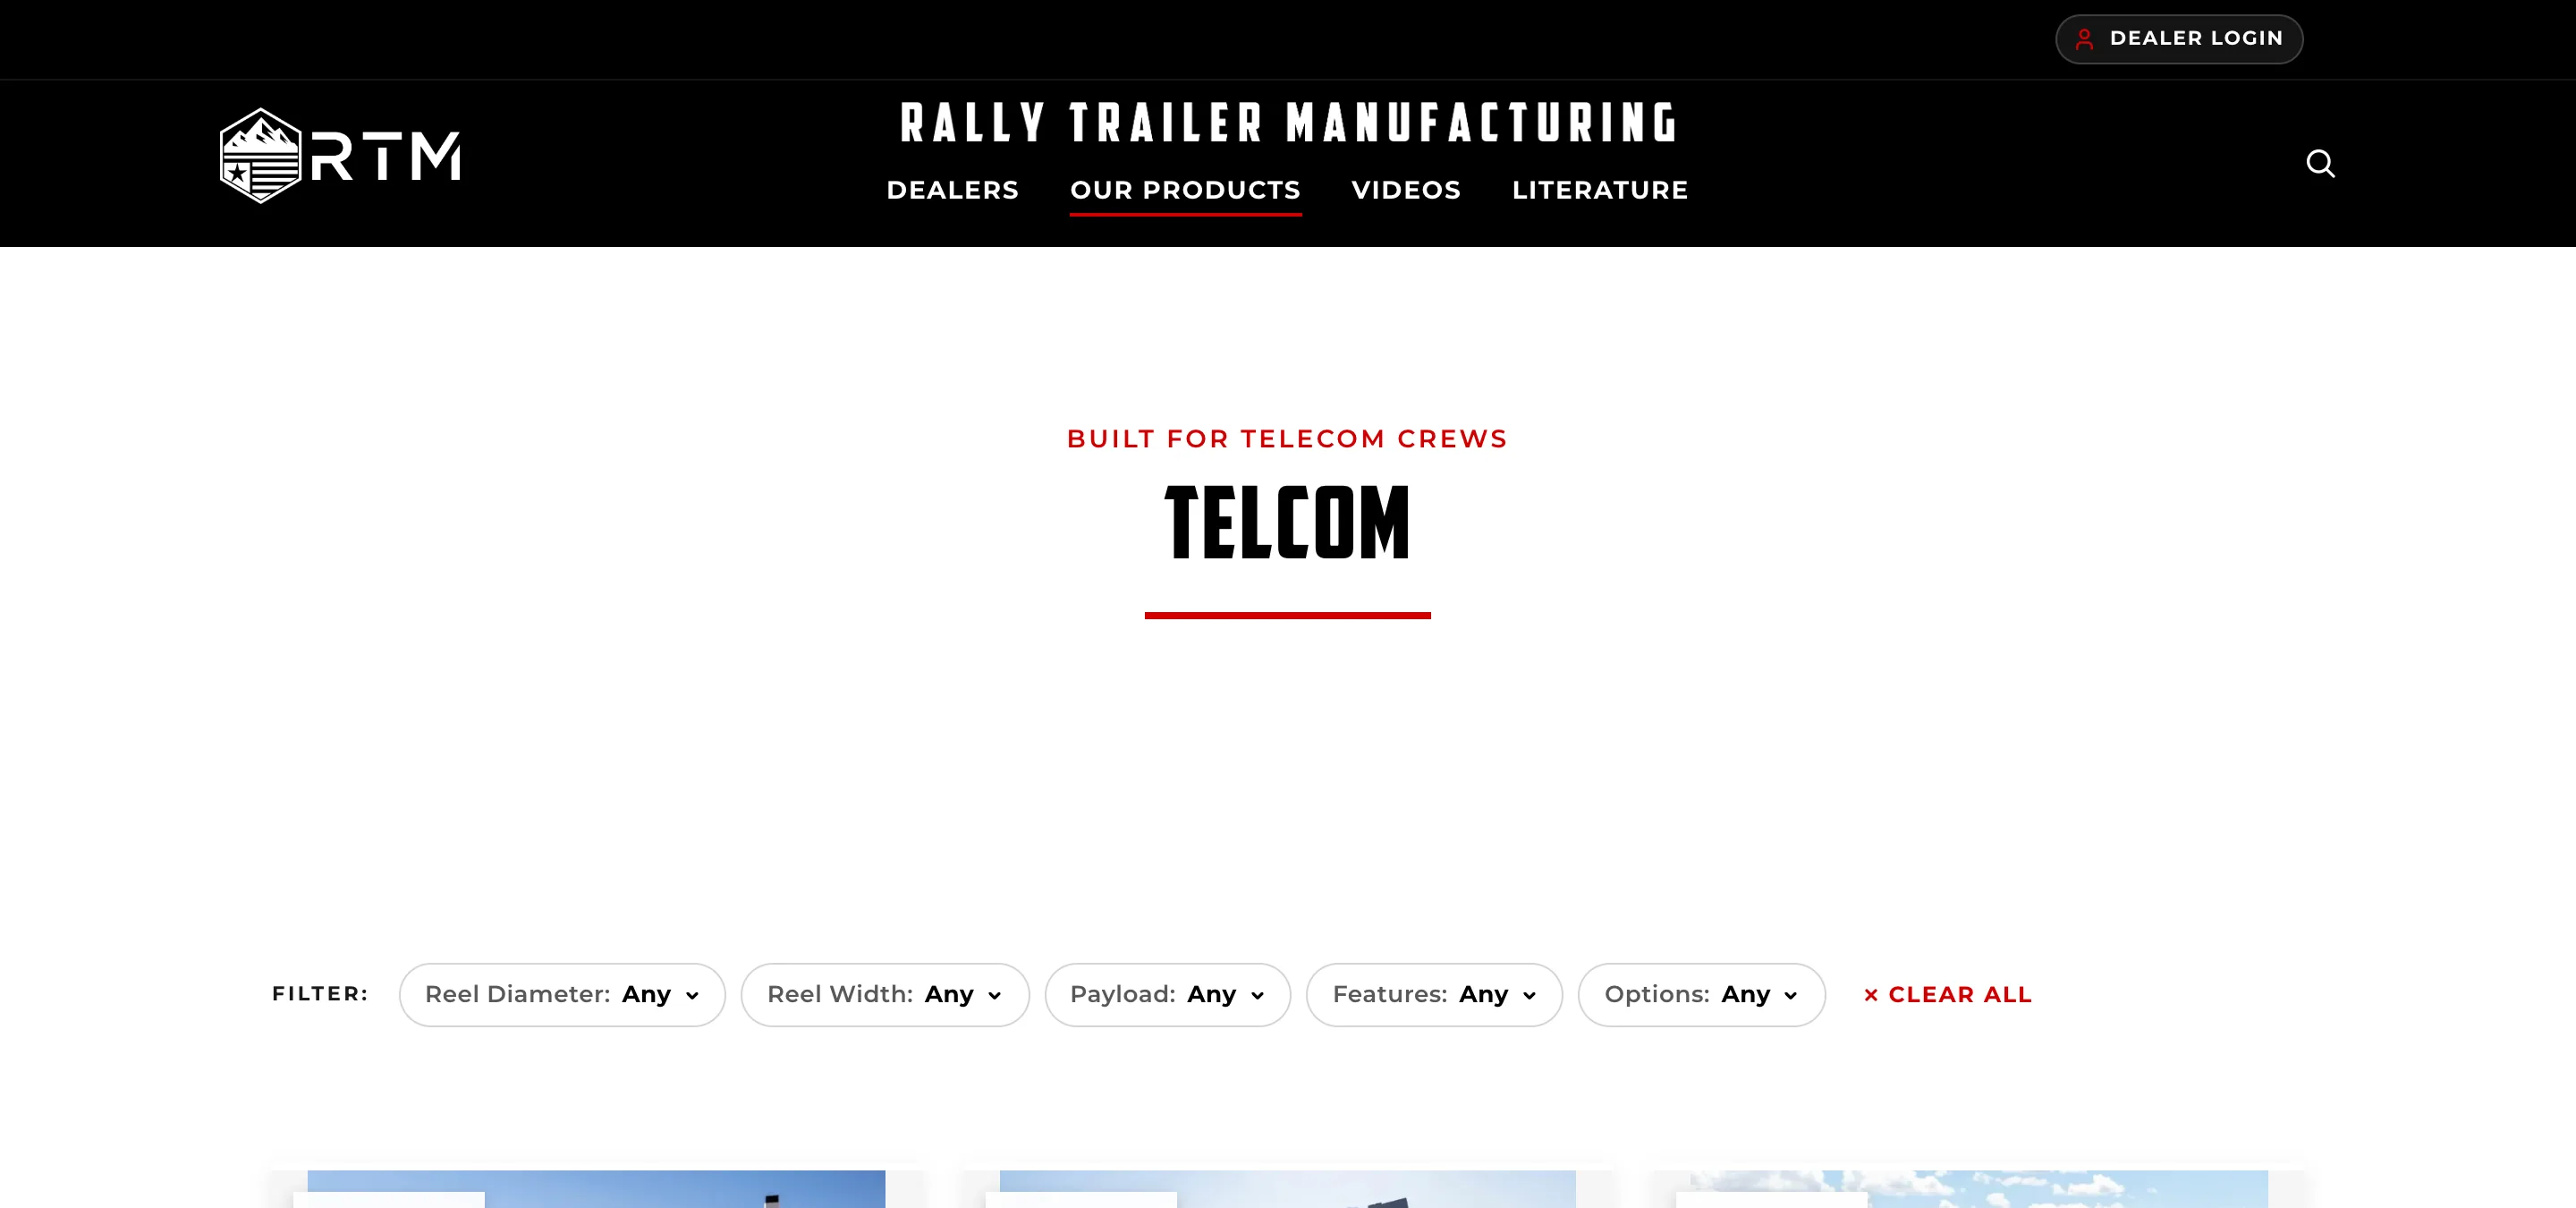 DEALER LOGIN
RTM
RALLY TRAILER MANUFACTURING
DEALERS OUR PRODUCTS VIDEOS LITERATURE
BUILT FOR TELECOM CREWS
TELCOM
FILTER: Reel Diameter: Any Reel Width: Any Payload: Any Features: Any Options: Any × CLEAR ALL